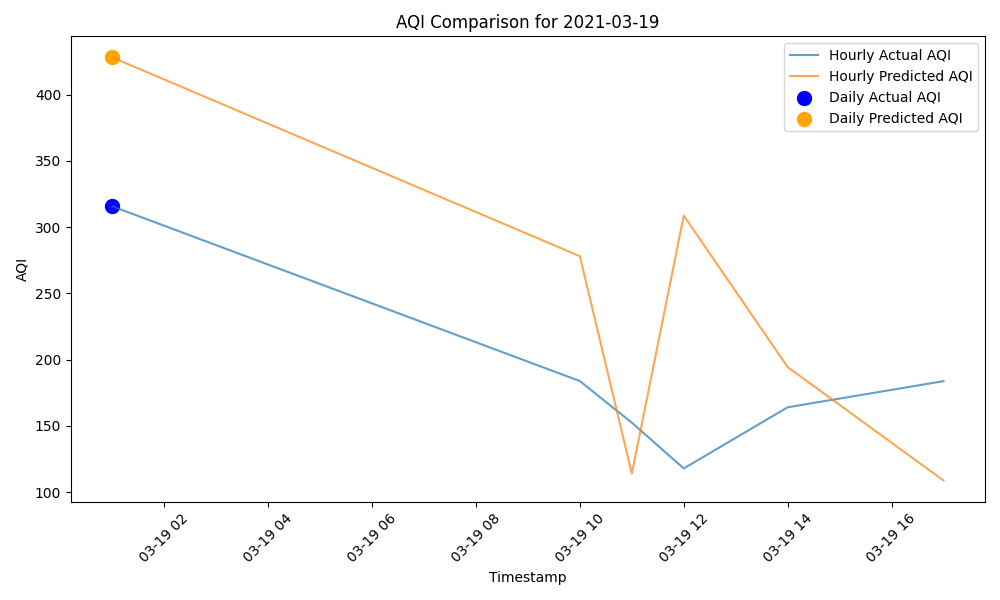 AQI Comparison for 2021-03-19
Hourly Actual AQI
Hourly Predicted AQI
Daily Actual AQI
Daily Predicted AQI
AQI
400
350
300
250
200
150
100
03-19 02
03-19 04
03-19 06
03-19 08
03-19 10
03-19 12
03-19 14
03-19 16
Timestamp